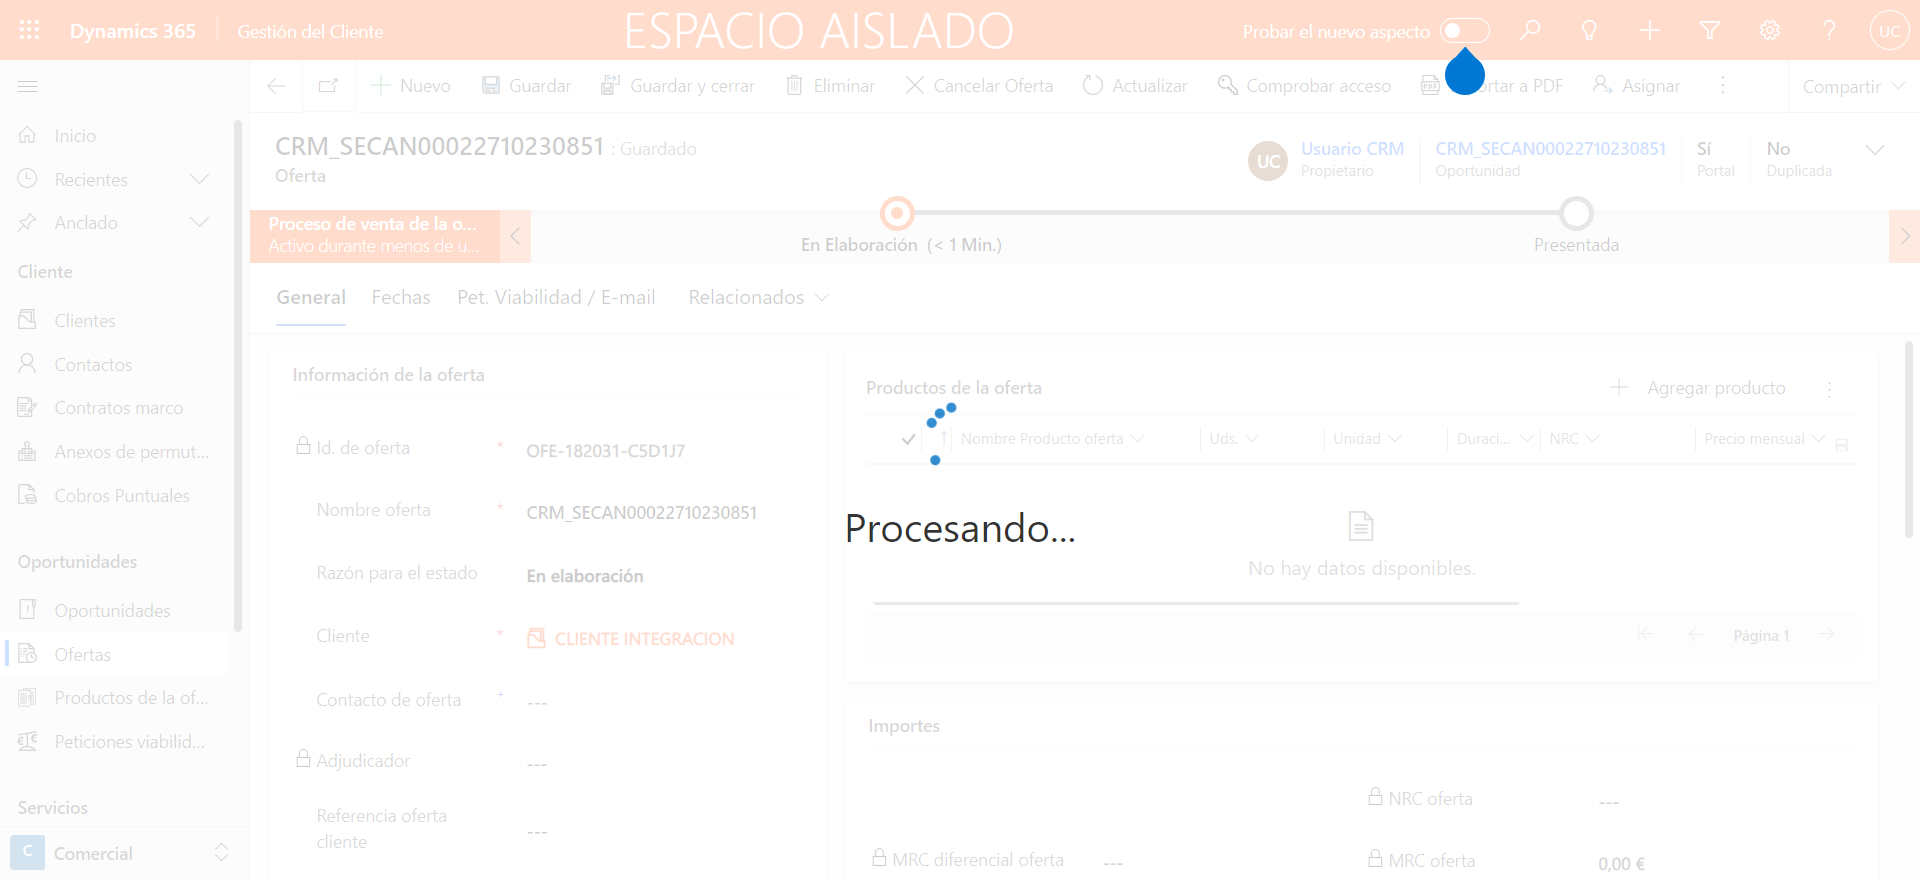 Dynamics 365
Gestión del Cliente
ESPACIO AISLADO
Probar el nuevo aspecto
UC
Nuevo
Guardar
Guardar y cerrar
Eliminar
Cancelar Oferta
Actualizar
Comprobar acceso
rtar a PDF
Asignar
Compartir
Inicio
Recientes
Anclado
Cliente
Clientes
Contactos
Contratos marco
Anexos de permut...
Cobros Puntuales
Oportunidades
Oportunidades
Ofertas
Productos de la of...
Peticiones viabilid...
Servicios
C
Comercial
CRM_SECAN00022710230851 : Guardado
Oferta
UC
Usuario CRM
Propietario
CRM_SECAN00022710230851
Oportunidad
Sí
Portal
No
Duplicada
Proceso de venta de la o...
Activo durante menos de u...
En Elaboración (< 1 Min.)
Presentada
General
Fechas
Pet. Viabilidad / E-mail
Relacionados
Información de la oferta
Id. de oferta * OFE-182031-C5D1J7
Nombre oferta * CRM_SECAN00022710230851
Razón para el estado En elaboración
Cliente * CLIENTE INTEGRACION
Contacto de oferta + ---
Adjudicador ---
Referencia oferta
cliente ---
Productos de la oferta
Agregar producto
Nombre Producto oferta
Uds.
Unidad
Duraci...
NRC
Precio mensual
Procesando...
No hay datos disponibles.
Página 1
Importes
NRC oferta ---
MRC diferencial oferta ---
MRC oferta 0,00 €